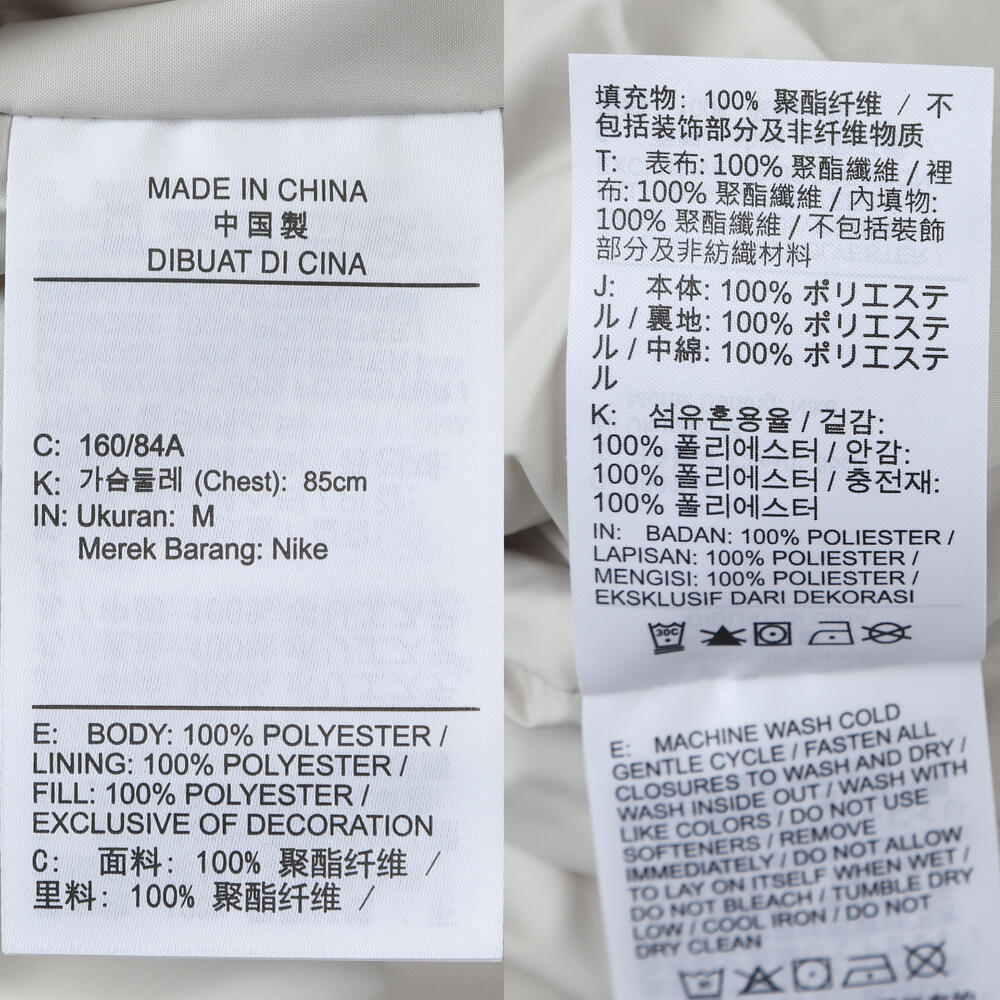 MADE IN CHINA
中国製
DIBUAT DI CINA
C: 160/84A
K: 가슴둘레 (Chest): 85cm
IN: Ukuran: M
Merek Barang: Nike
E: BODY: 100% POLYESTER /
LINING: 100% POLYESTER /
FILL: 100% POLYESTER /
EXCLUSIVE OF DECORATION
C: 面料: 100% 聚酯纤维 /
里料: 100% 聚酯纤维 /
填充物: 100% 聚酯纤维 / 不
包括装饰部分及非纤维物质
T: 表布: 100% 聚酯纖維 / 裡
布: 100% 聚酯纖維 / 內填物:
100% 聚酯纖維 / 不包括裝飾
部分及非紡織材料
J: 本体: 100% ポリエステ
ル / 裏地: 100% ポリエステ
ル / 中綿: 100% ポリエステ
ル
K: 섬유혼용율 / 겉감:
100% 폴리에스터 / 안감:
100% 폴리에스터 / 충전재:
100% 폴리에스터
IN: BADAN: 100% POLIESTER /
LAPISAN: 100% POLIESTER /
MENGISI: 100% POLIESTER /
EKSKLUSIF DARI DEKORASI
30C
E: MACHINE WASH COLD
GENTLE CYCLE / FASTEN ALL
CLOSURES TO WASH AND DRY /
WASH INSIDE OUT / WASH WITH
LIKE COLORS / DO NOT USE
SOFTENERS / REMOVE
IMMEDIATELY / DO NOT ALLOW
TO LAY ON ITSELF WHEN WET /
DO NOT BLEACH / TUMBLE DRY
LOW / COOL IRON / DO NOT
DRY CLEAN